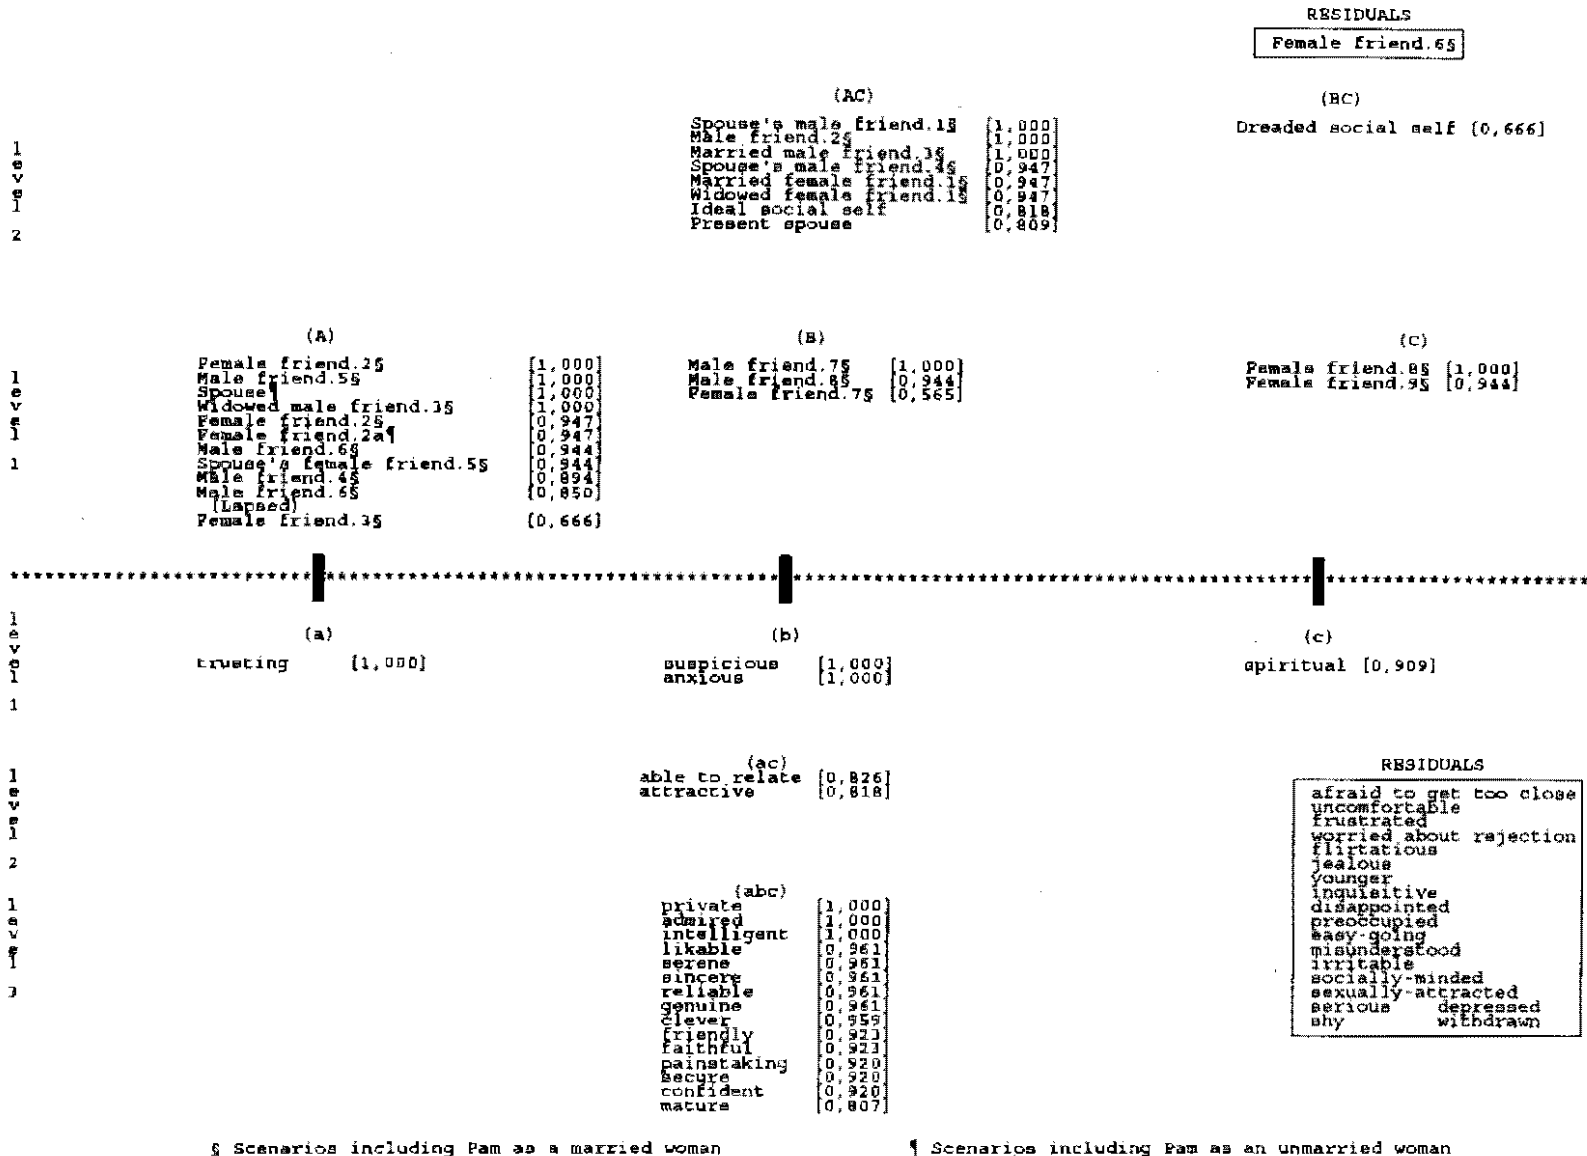 RESIDUALS
Female friend.6§
(AC)
Spouse's male friend.1§ [1,000]
Male friend.2§ [1,000]
Married male friend.3§ [1,000]
Spouse's male friend.4§ [0,947]
Married female friend.1§ [0,947]
Widowed female friend.1§ [0,947]
Ideal social self [0,818]
Present spouse [0,809]
(BC)
Dreaded social self [0,666]
level 2
(A)
Female friend.2§ [1,000]
Male friend.5§ [1,000]
Spouse¶ [1,000]
Widowed male friend.3§ [1,000]
Female friend.2§ [0,947]
Female friend.2a¶ [0,947]
Male friend.6§ [0,944]
Spouse's female friend.5§ [0,944]
Male friend.4§ [0,894]
Male friend.6§ [0,850]
(Lapsed)
Female friend.3§ [0,666]
(B)
Male friend.7§ [1,000]
Male friend.8§ [0,944]
Female friend.7§ [0,565]
(C)
Female friend.8§ [1,000]
Female friend.9§ [0,944]
level 1
level 1
(a)
trusting [1,000]
(b)
suspicious [1,000]
anxious [1,000]
(c)
spiritual [0,909]
level 2
(ac)
able to relate [0,826]
attractive [0,818]
level 3
(abc)
private [1,000]
admired [1,000]
intelligent [1,000]
likable [0,961]
serene [0,961]
sincere [0,961]
reliable [0,961]
genuine [0,961]
clever [0,959]
friendly [0,923]
faithful [0,923]
painstaking [0,920]
secure [0,920]
confident [0,920]
mature [0,807]
RESIDUALS
afraid to get too close
uncomfortable
frustrated
worried about rejection
flirtatious
jealous
younger
inquisitive
disappointed
preoccupied
easy-going
misunderstood
irritable
socially-minded
sexually-attracted
serious depressed
shy withdrawn
§ Scenarios including Pam as a married woman
¶ Scenarios including Pam as an unmarried woman